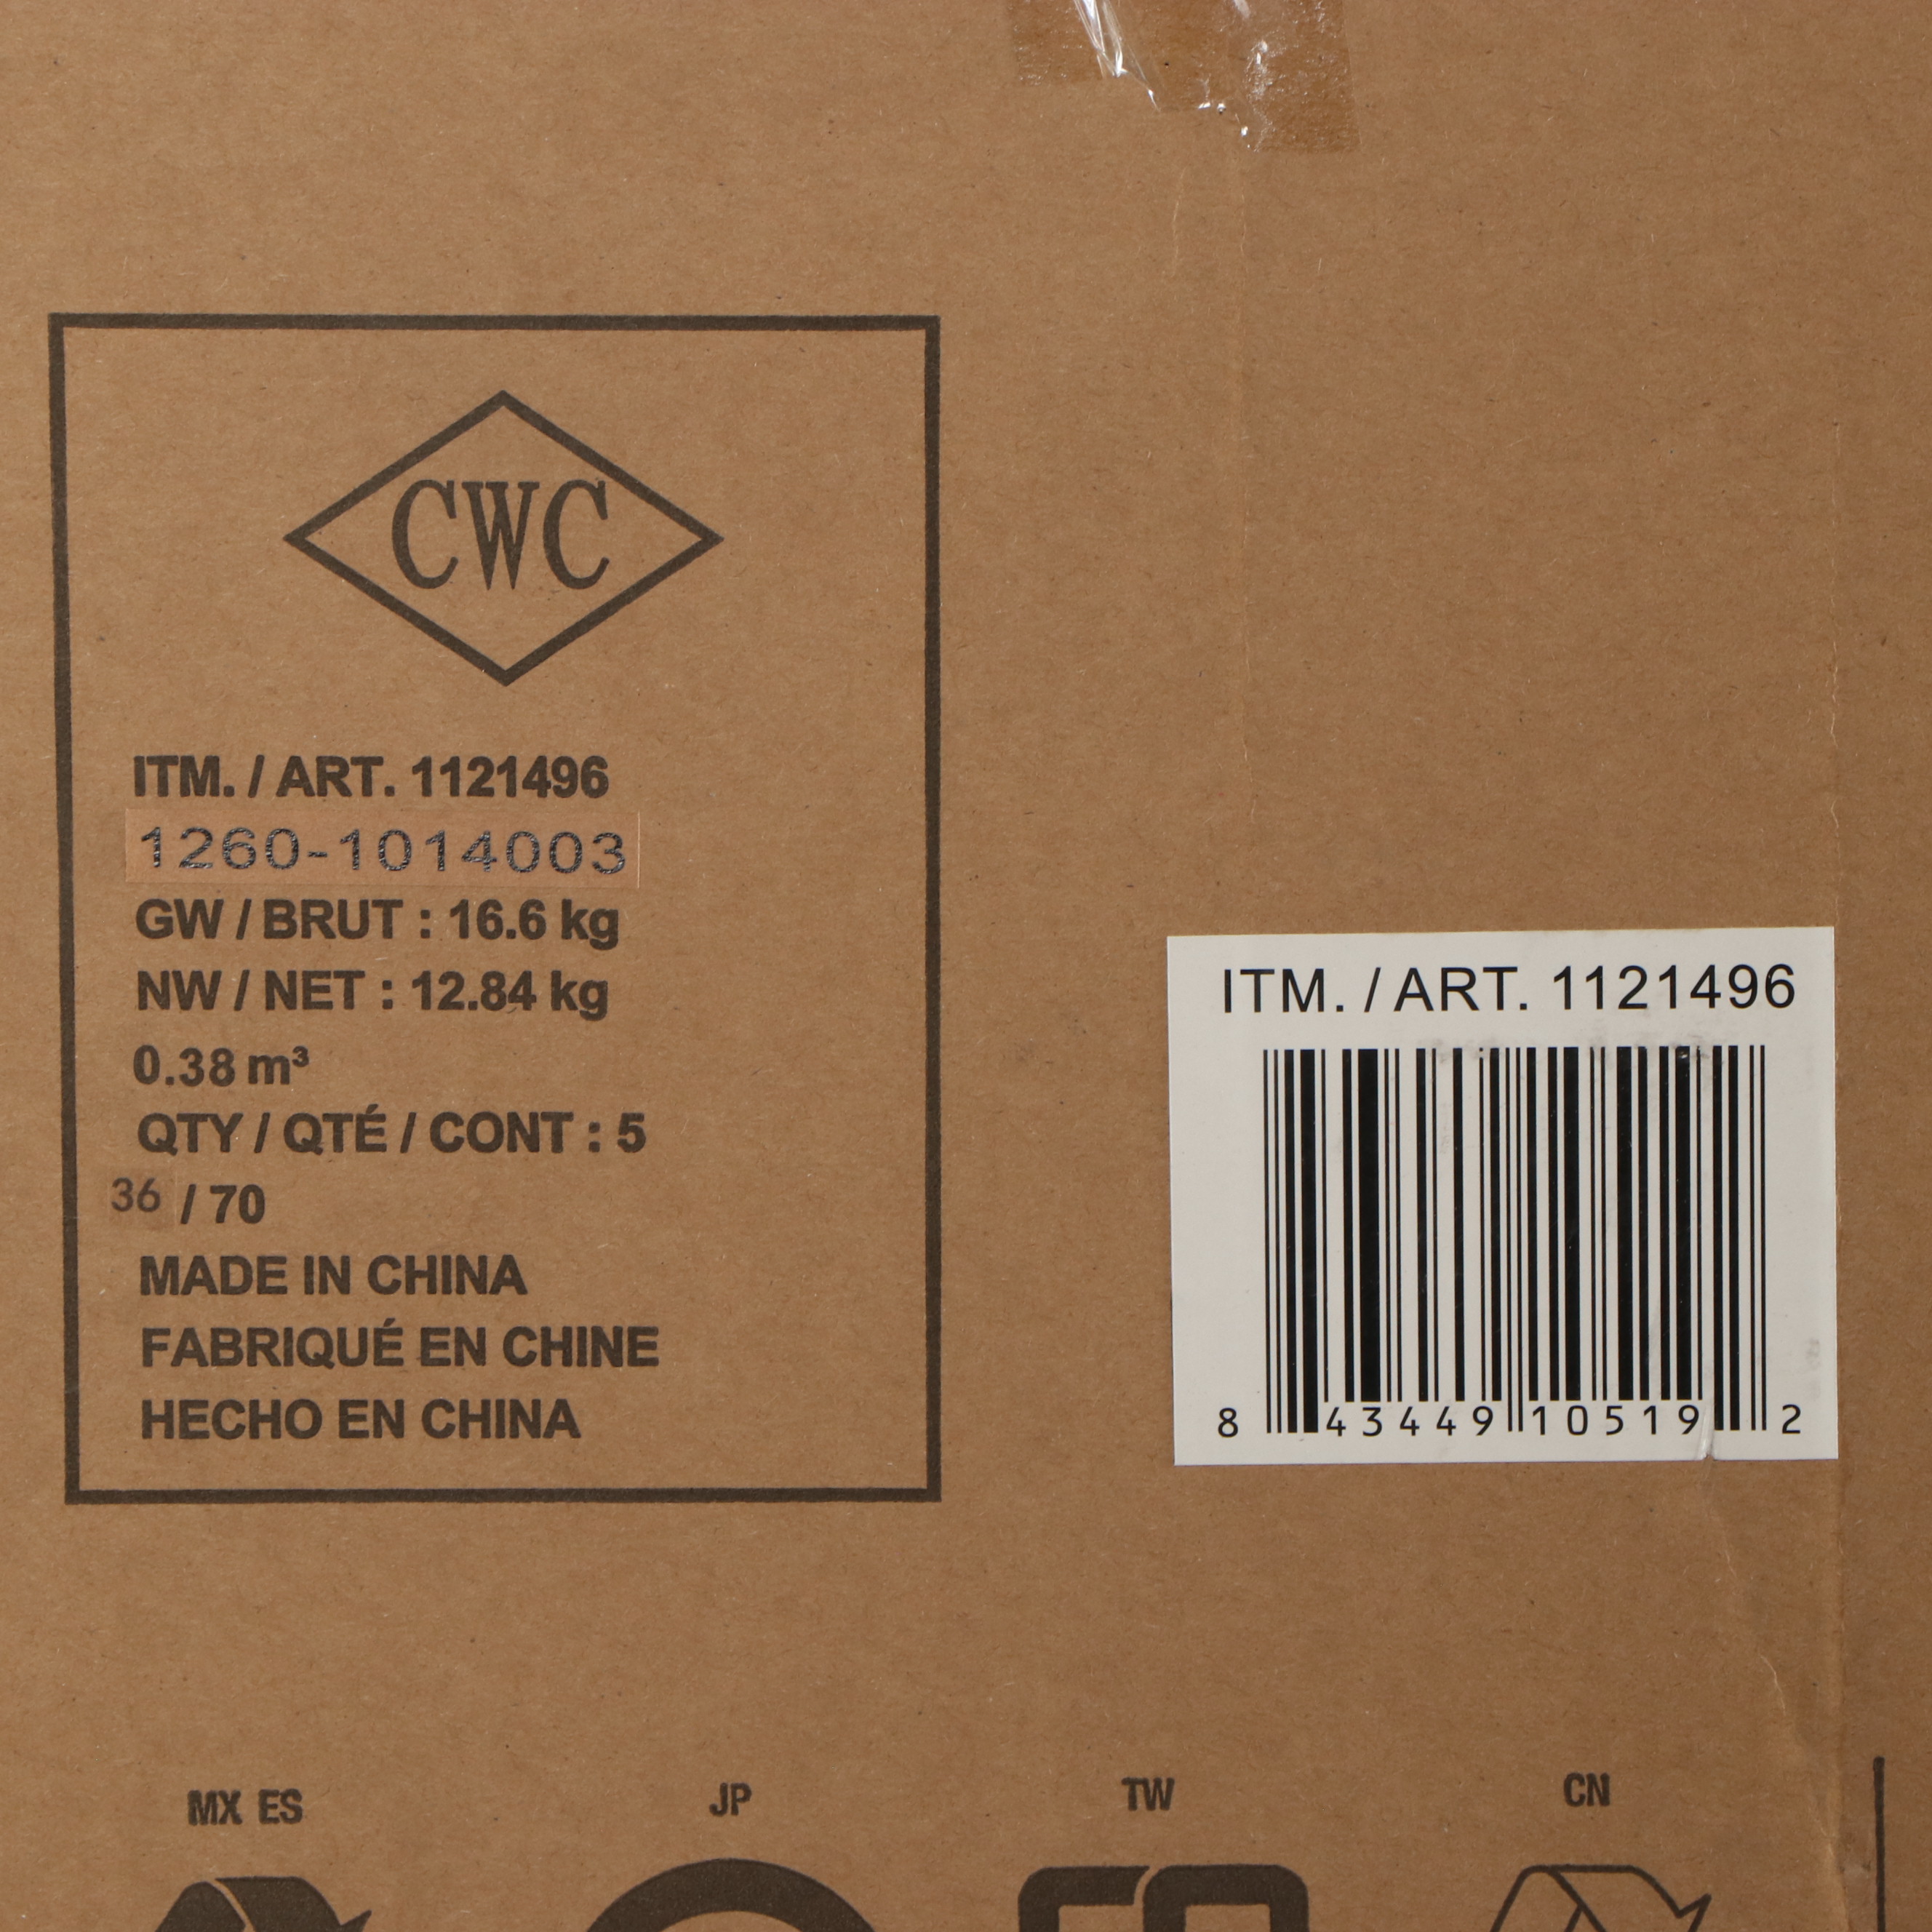 CWC
ITM. / ART. 1121496
1260-1014003
GW / BRUT : 16.6 kg
NW / NET : 12.84 kg
0.38 m³
QTY / QTÉ / CONT : 5
36 / 70
MADE IN CHINA
FABRIQUÉ EN CHINE
HECHO EN CHINA
ITM. / ART. 1121496
8 43449 10519 2
MX ES
JP
TW
CN